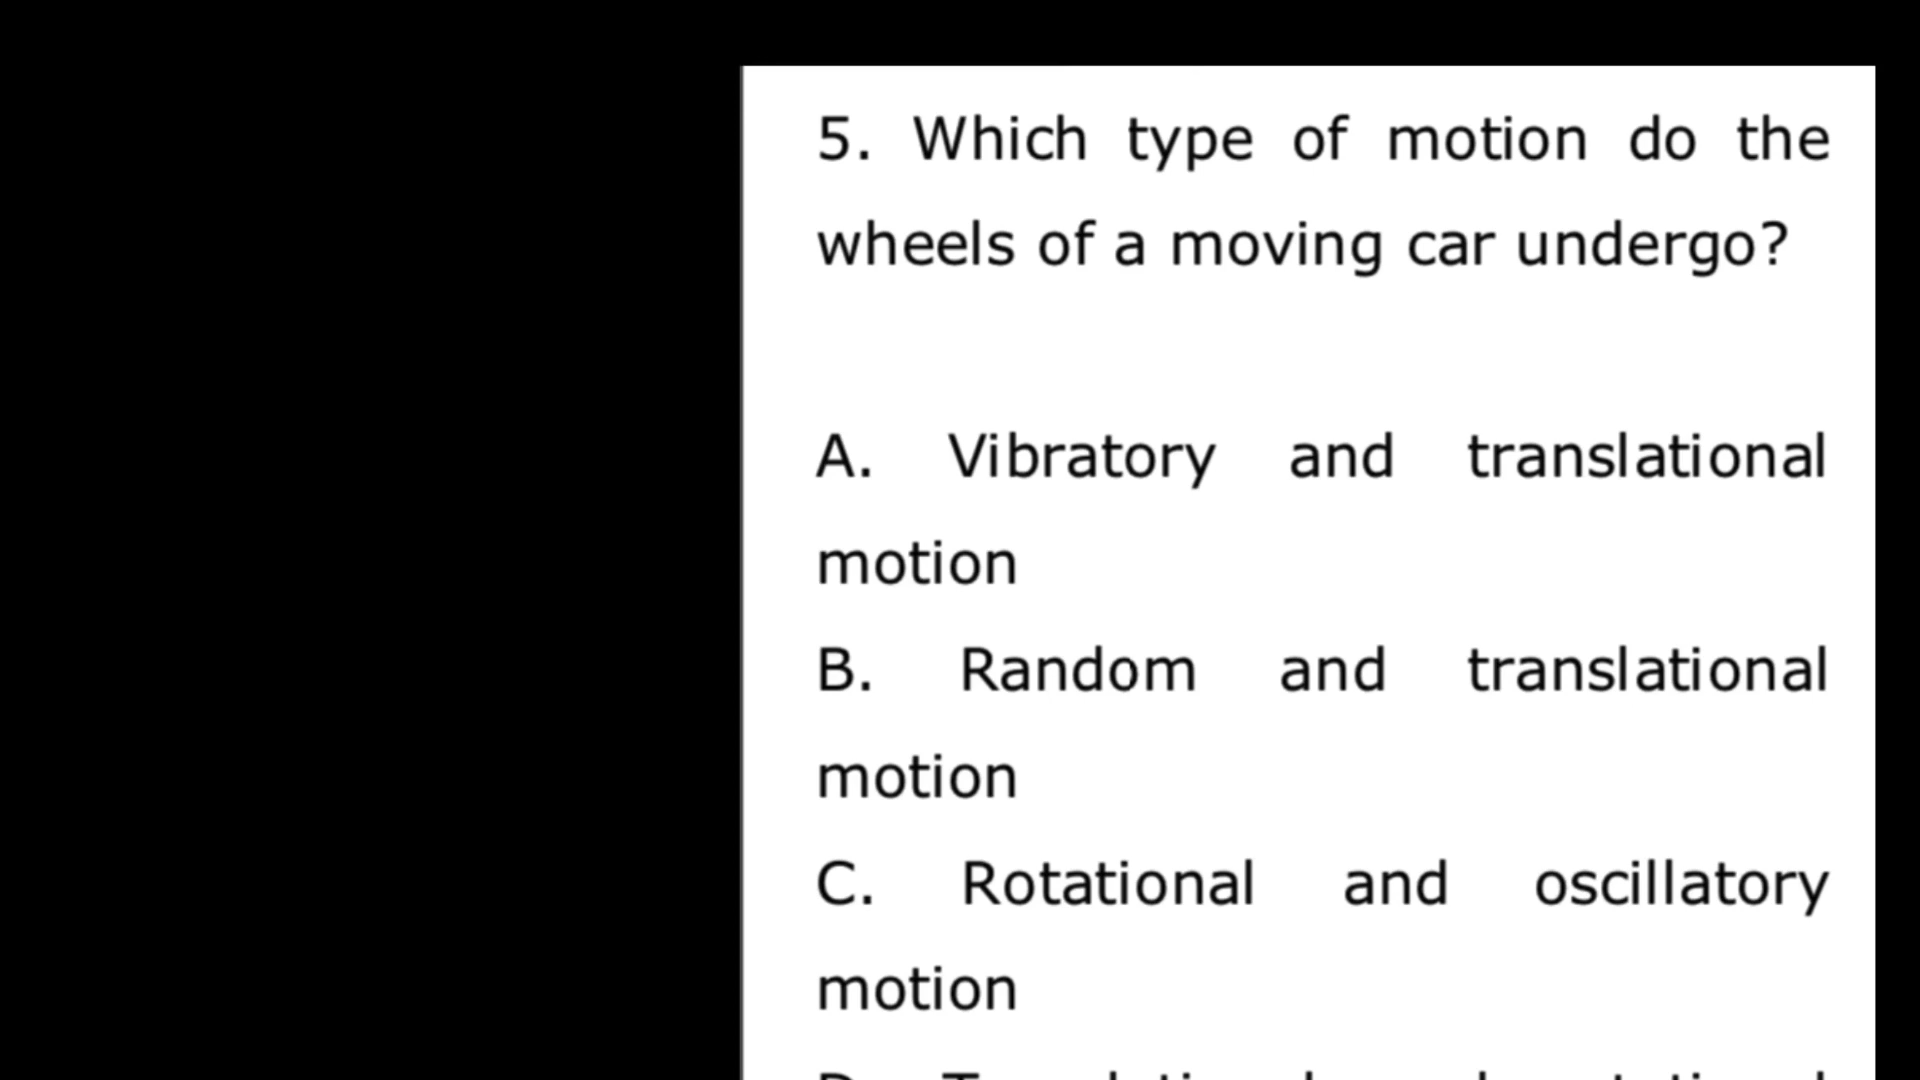 5. Which type of motion do the
wheels of a moving car undergo?
A. Vibratory and translational
motion
B. Random and translational
motion
C. Rotational and oscillatory
motion